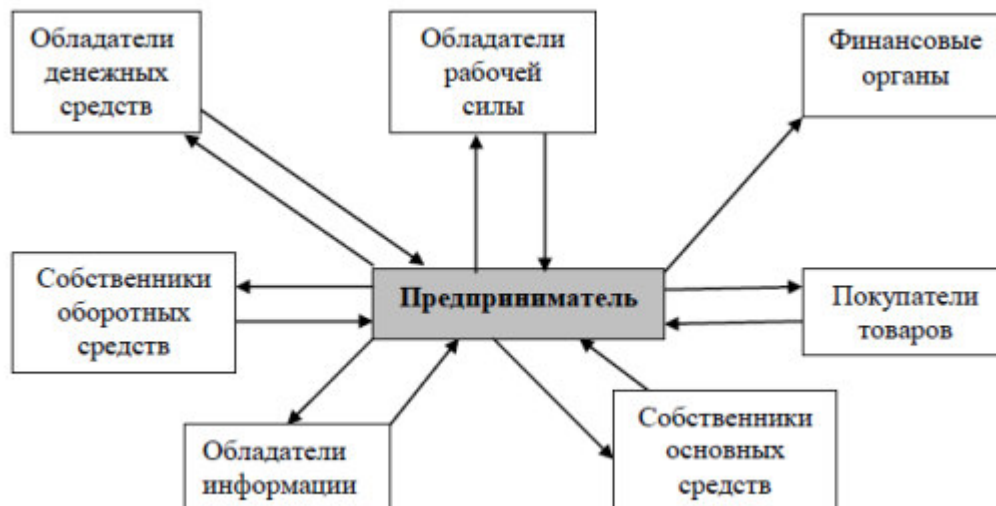 Обладатели
денежных
средств
Обладатели
рабочей
силы
Финансовые
органы
Собственники
оборотных
средств
Предприниматель
Покупатели
товаров
Обладатели
информации
Собственники
основных
средств